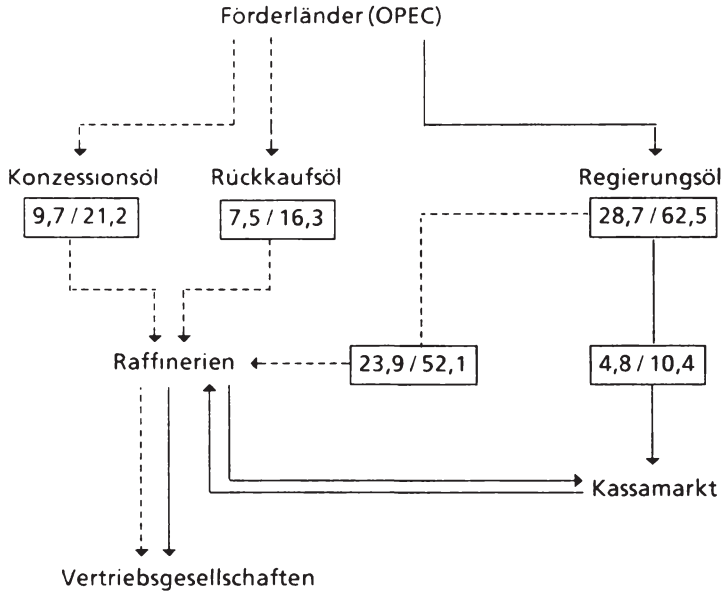 Förderländer (OPEC)
Konzessionsöl Rückkaufsöl Regierungsöl
9,7 / 21,2 7,5 / 16,3 28,7 / 62,5
Raffinerien 23,9 / 52,1 4,8 / 10,4
Kassamarkt
Vertriebsgesellschaften